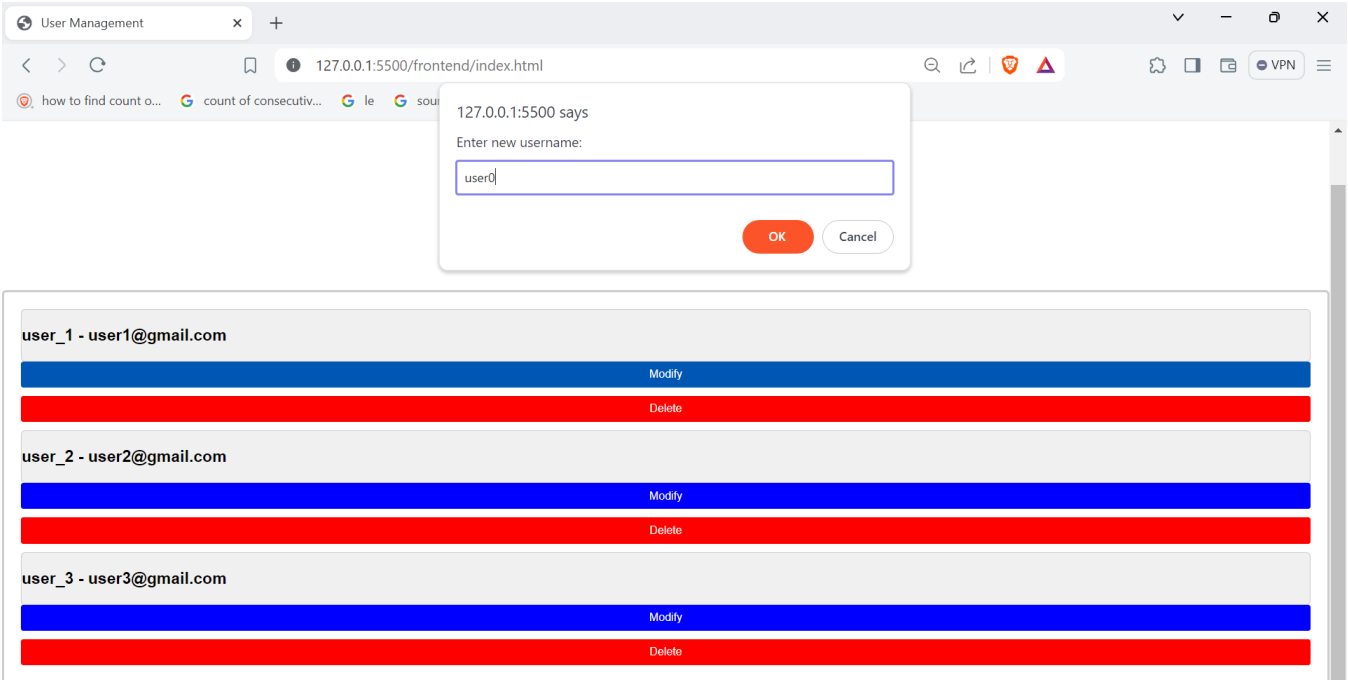 User Management
127.0.0.1:5500/frontend/index.html
VPN
how to find count o...
count of consecutiv...
le
sou
127.0.0.1:5500 says
Enter new username:
user0
OK
Cancel
user_1 - user1@gmail.com
Modify
Delete
user_2 - user2@gmail.com
Modify
Delete
user_3 - user3@gmail.com
Modify
Delete